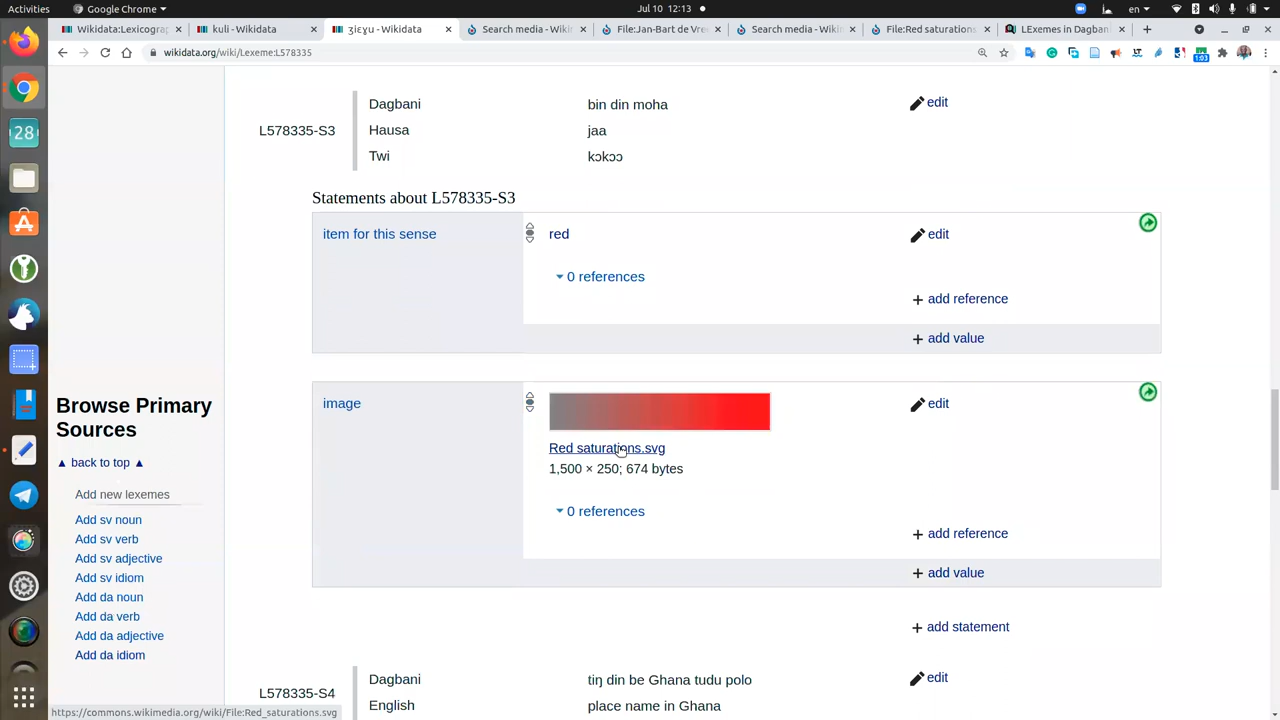 Activities
Google Chrome
Jul 10 12:13
en
Wikidata:Lexicograp
kuli - Wikidata
ʒiɛɣu - Wikidata
Search media - Wikim
File:Jan-Bart de Vree
Search media - Wikim
File:Red saturations
LExemes in Dagbani
wikidata.org/wiki/Lexeme:L578335
1:03
28
L578335-S3
Dagbani
bin din moha
edit
Hausa
jaa
Twi
kɔkɔɔ
Statements about L578335-S3
item for this sense
red
edit
0 references
add reference
add value
image
edit
Red saturations.svg
1,500 × 250; 674 bytes
0 references
add reference
add value
add statement
Browse Primary
Sources
▲ back to top ▲
Add new lexemes
Add sv noun
Add sv verb
Add sv adjective
Add sv idiom
Add da noun
Add da verb
Add da adjective
Add da idiom
L578335-S4
Dagbani
tiŋ din be Ghana tudu polo
edit
English
place name in Ghana
https://commons.wikimedia.org/wiki/File:Red_saturations.svg